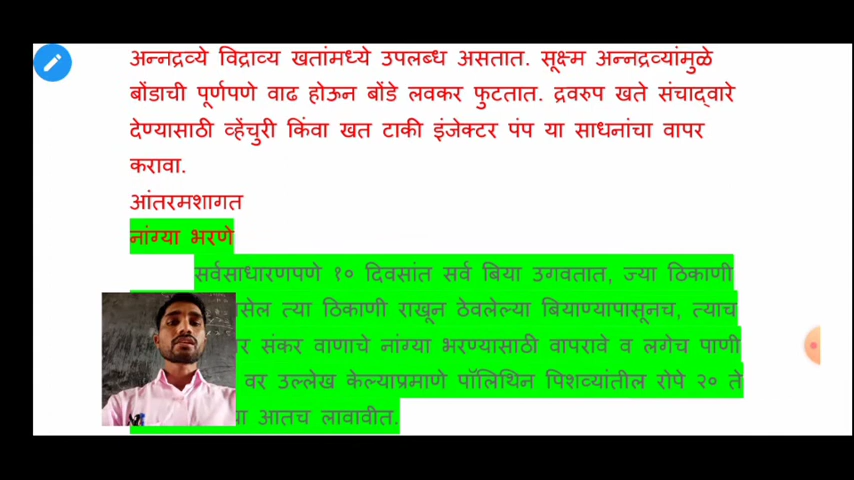 अन्नद्रव्ये विद्राव्य खतांमध्ये उपलब्ध असतात. सूक्ष्म अन्नद्रव्यांमुळे
बोंडाची पूर्णपणे वाढ होऊन बोंडे लवकर फुटतात. द्रवरुप खते संचाद्वारे
देण्यासाठी व्हेंचुरी किंवा खत टाकी इंजेक्टर पंप या साधनांचा वापर
करावा.
आंतरमशागत
नांग्या भरणे
सर्वसाधारणपणे १० दिवसांत सर्व बिया उगवतात, ज्या ठिकाणी
सेल त्या ठिकाणी राखून ठेवलेल्या बियाण्यापासूनच, त्याच
र संकर वाणाचे नांग्या भरण्यासाठी वापरावे व लगेच पाणी
वर उल्लेख केल्याप्रमाणे पॉलिथिन पिशव्यांतील रोपे २० ते
आतच लावावीत.